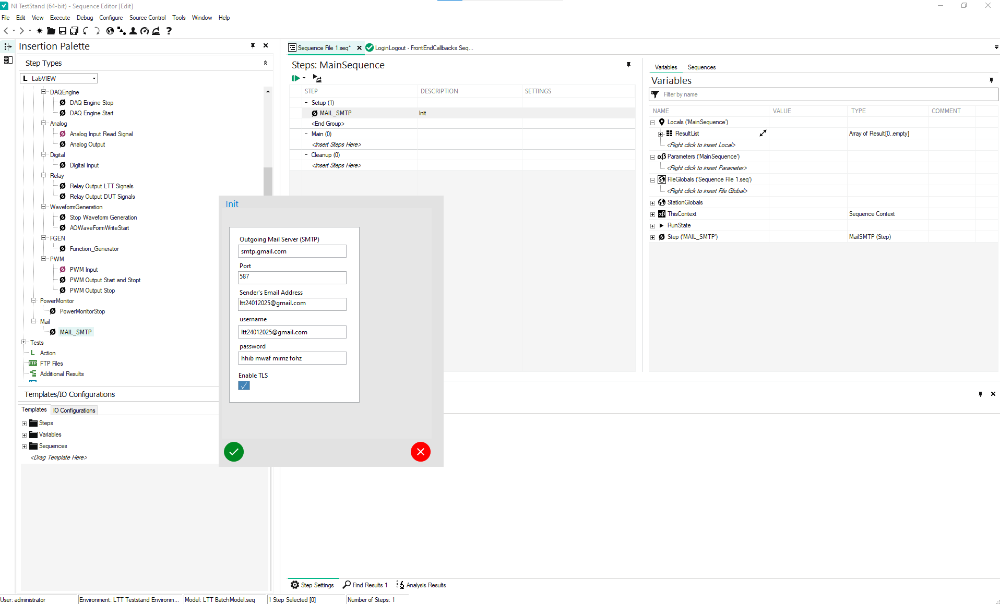 NI TestStand (64-bit) - Sequence Editor [Edit]
File Edit View Execute Debug Configure Source Control Tools Window Help
Insertion Palette
Step Types
L LabVIEW
DAQEngine
DAQ Engine Stop
DAQ Engine Start
Analog
Analog Input Read Signal
Analog Output
Digital
Digital Input
Relay
Relay Output LTT Signals
Relay Output DUT Signals
WaveformGeneration
Stop Waveform Generation
AOWaveFormWriteStart
FGEN
Function_Generator
PWM
PWM Input
PWM Output Start and Stopt
PWM Output Stop
PowerMonitor
PowerMonitorStop
Mail
MAIL_SMTP
Tests
L Action
FTP FTP Files
Additional Results
Templates/IO Configurations
Templates IO Configurations
Steps
Variables
Sequences
<Drag Template Here>
Sequence File 1.seq*
LoginLogout - FrontEndCallbacks.Seq...
Steps: MainSequence
STEP DESCRIPTION SETTINGS
Setup (1)
MAIL_SMTP Init
<End Group>
Main (0)
<Insert Steps Here>
Cleanup (0)
<Insert Steps Here>
Init
Outgoing Mail Server (SMTP)
smtp.gmail.com
Port
587
Sender's Email Address
ltt24012025@gmail.com
username
ltt24012025@gmail.com
password
hhib mwaf mimz fohz
Enable TLS
Variables Sequences
Variables
Filter by name
NAME VALUE TYPE COMMENT
Locals ('MainSequence')
ResultList Array of Result[0..empty]
<Right click to insert Local>
αβ Parameters ('MainSequence')
<Right click to insert Parameter>
FileGlobals ('Sequence File 1.seq')
<Right click to insert File Global>
StationGlobals
αβ ThisContext Sequence Context
RunState
Step ('MAIL_SMTP') MailSMTP (Step)
Step Settings Find Results 1 Analysis Results
User: administrator Environment: LTT Teststand Environm... Model: LTT BatchModel.seq 1 Step Selected [0] Number of Steps: 1